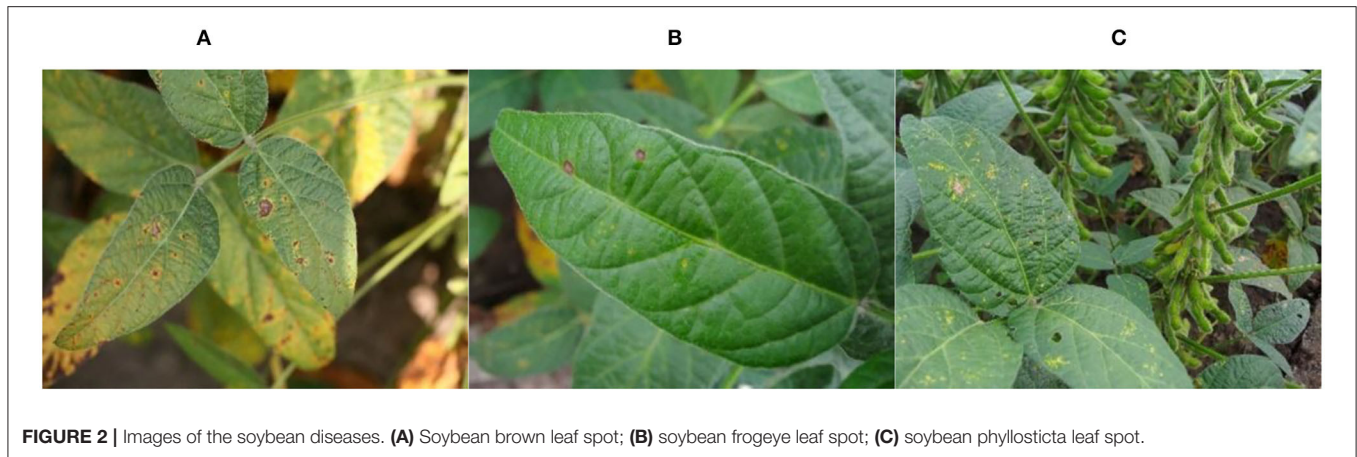 A B C
FIGURE 2 | Images of the soybean diseases. (A) Soybean brown leaf spot; (B) soybean frogeye leaf spot; (C) soybean phyllosticta leaf spot.